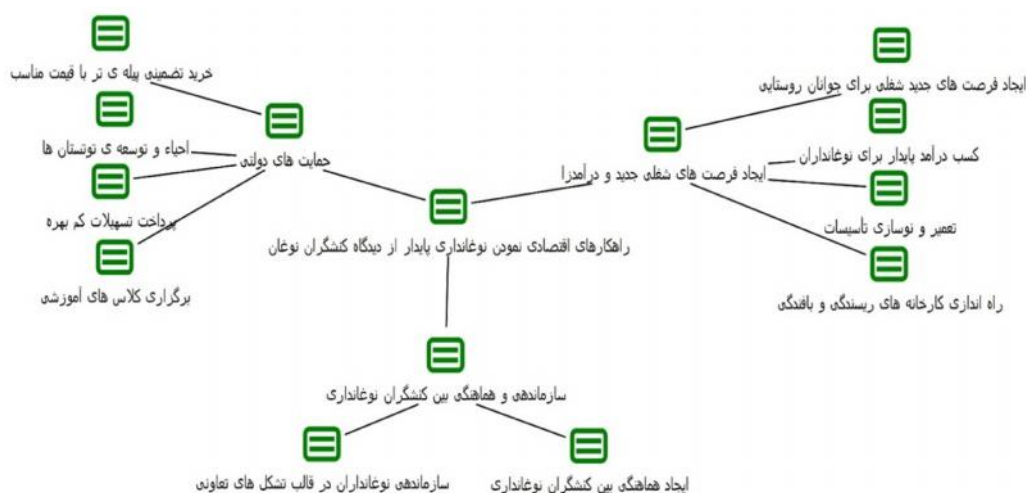 ایجاد فرصت های جدید شغلی برای جوانان روستایی
خرید تضمینی پیله ی تر با قیمت مناسب
احیاء و توسعه ی توتستان ها
کسب درآمد پایدار برای نوغانداران
حمایت های دولتی
ایجاد فرصت های شغلی جدید و درآمدزا
پرداخت تسهیلات کم بهره
تعمیر و نوسازی تأسیسات
راهکارهای اقتصادی نمودن نوغانداری پایدار از دیدگاه کنشگران نوغان
برگزاری کلاس های آموزشی
راه اندازی کارخانه های ریسندگی و بافندگی
سازماندهی و هماهنگی بین کنشگران نوغانداری
ایجاد هماهنگی بین کنشگران نوغانداری
سازماندهی نوغانداران در قالب تشکل های تعاونی